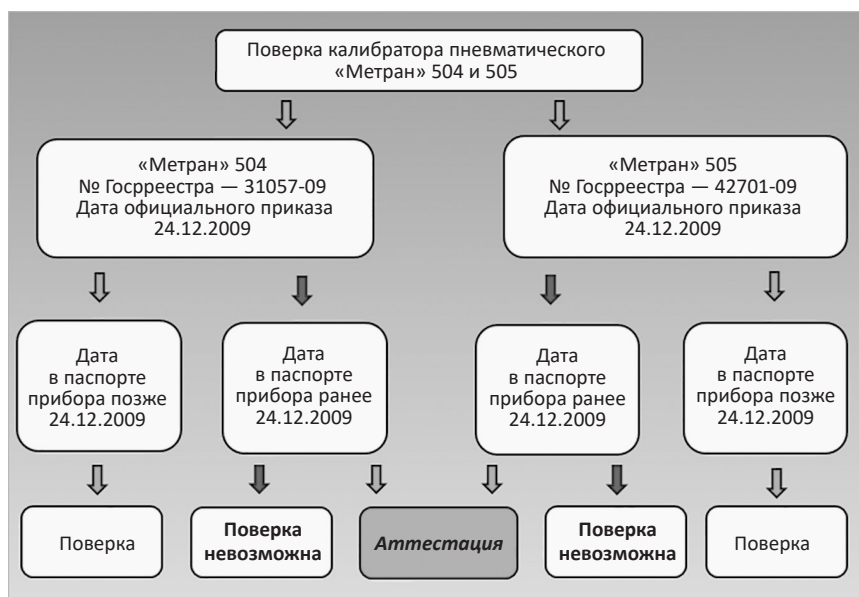 Поверка калибратора пневматического
«Метран» 504 и 505
«Метран» 504
№ Госрреестра — 31057-09
Дата официального приказа
24.12.2009
«Метран» 505
№ Госрреестра — 42701-09
Дата официального приказа
24.12.2009
Дата
в паспорте
прибора позже
24.12.2009
Дата
в паспорте
прибора ранее
24.12.2009
Дата
в паспорте
прибора ранее
24.12.2009
Дата
в паспорте
прибора позже
24.12.2009
Поверка
Поверка
невозможна
Аттестация
Поверка
невозможна
Поверка